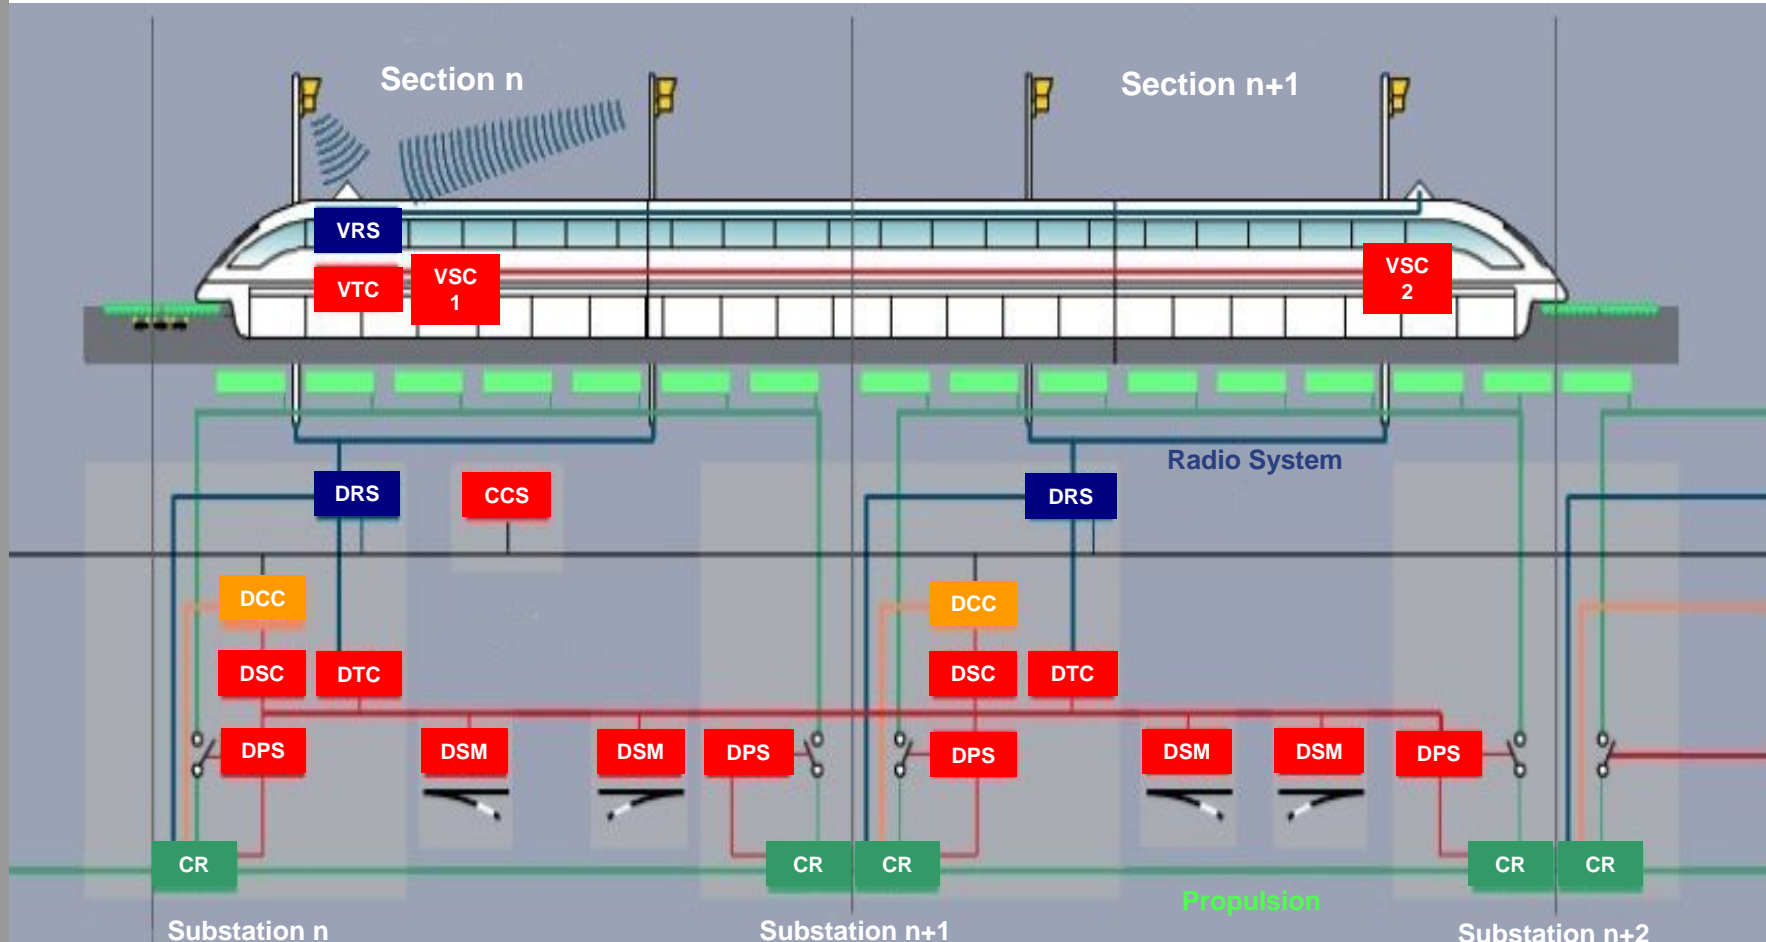 Section n
Section n+1
VRS
VTC
VSC
1
VSC
2
Radio System
DRS
CCS
DRS
DCC
DCC
DSC
DTC
DSC
DTC
DPS
DSM
DSM
DPS
DPS
DSM
DSM
DPS
CR
CR
CR
CR
CR
Propulsion
Substation n
Substation n+1
Substation n+2